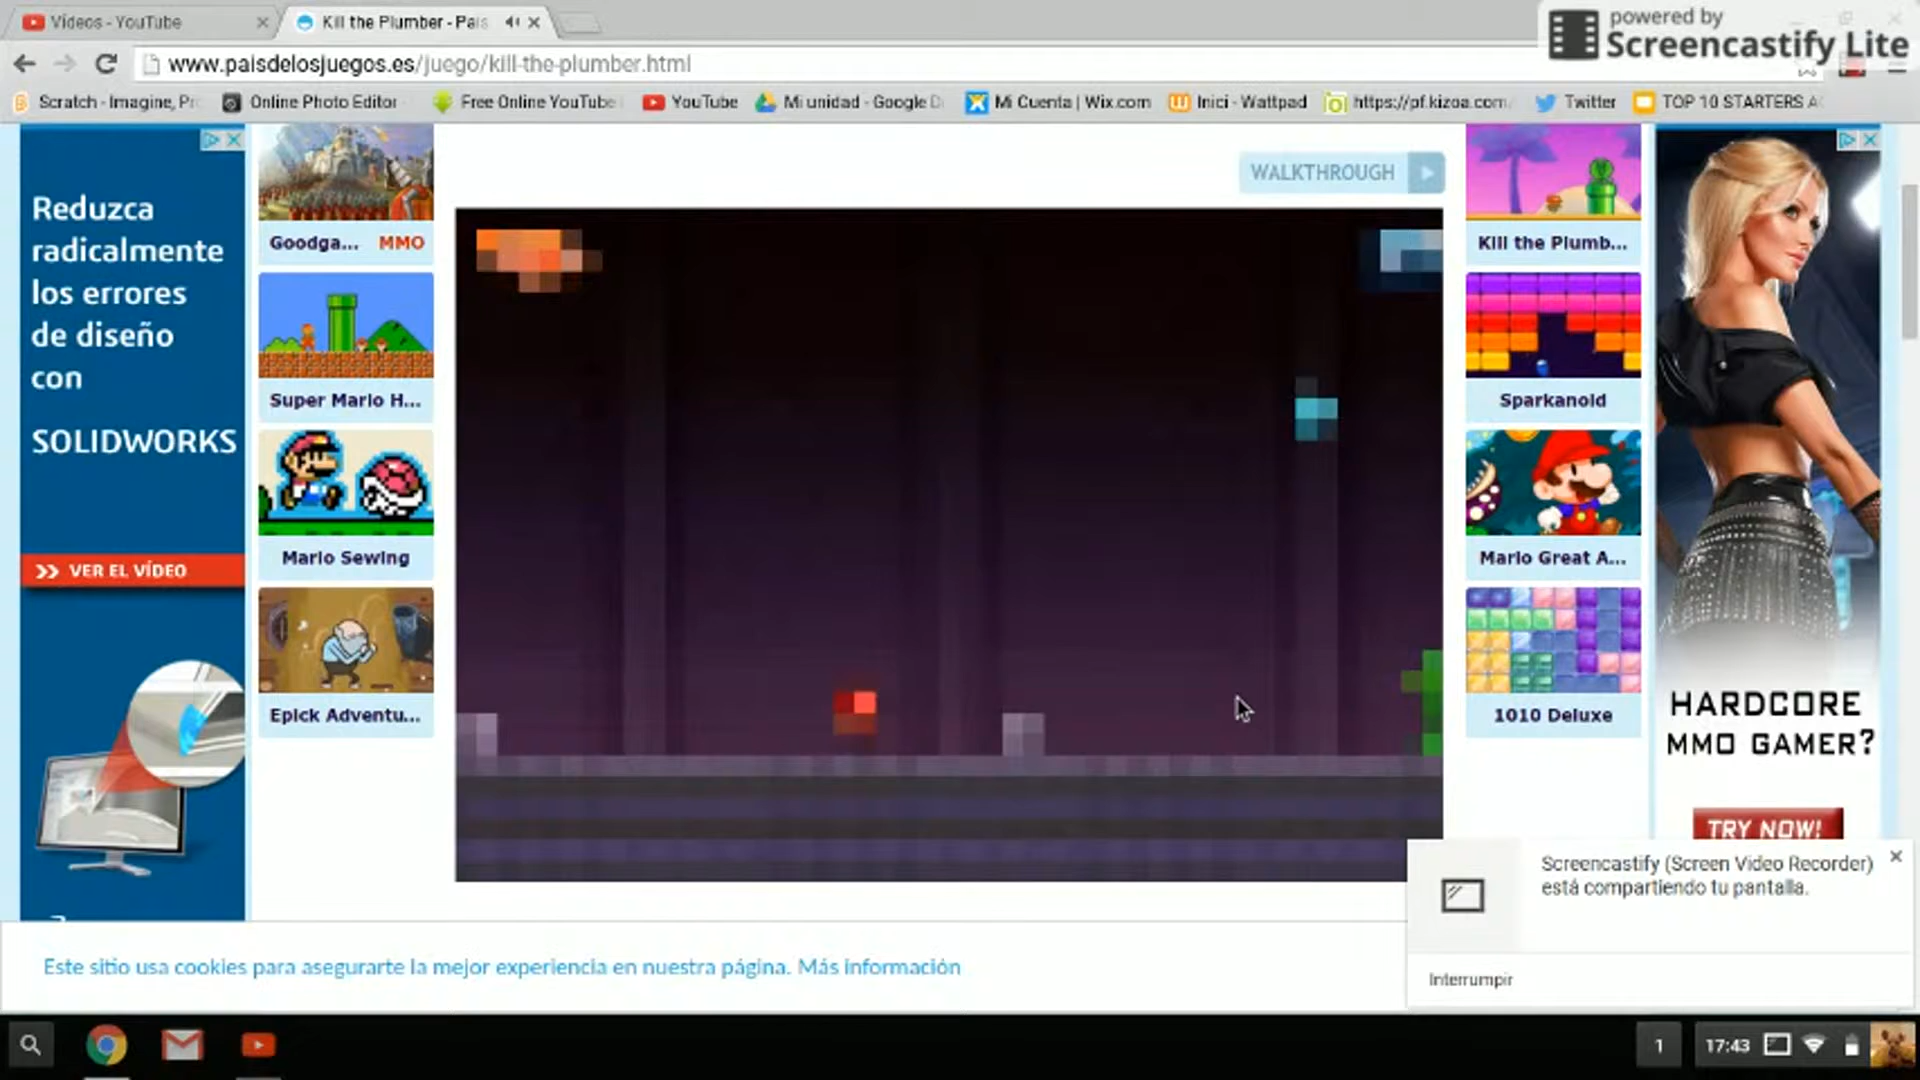 Vídeos - YouTube
Kill the Plumber - País
powered by
Screencastify Lite
www.paisdelosjuegos.es/juego/kill-the-plumber.html
Scratch - Imagine, Pr
Online Photo Editor
Free Online YouTube
YouTube
Mi unidad - Google D
Mi Cuenta | Wix.com
Inici - Wattpad
https://pf.kizoa.com/
Twitter
TOP 10 STARTERS A
Reduzca
radicalmente
los errores
de diseño
con
SOLIDWORKS
VER EL VÍDEO
Goodga... MMO
Super Mario H...
Mario Sewing
Epick Adventu...
WALKTHROUGH
Kill the Plumb...
Sparkanoid
Mario Great A...
1010 Deluxe
HARDCORE
MMO GAMER?
TRY NOW!
Screencastify (Screen Video Recorder)
está compartiendo tu pantalla.
Interrumpir
Este sitio usa cookies para asegurarte la mejor experiencia en nuestra página. Más información
1
17:43